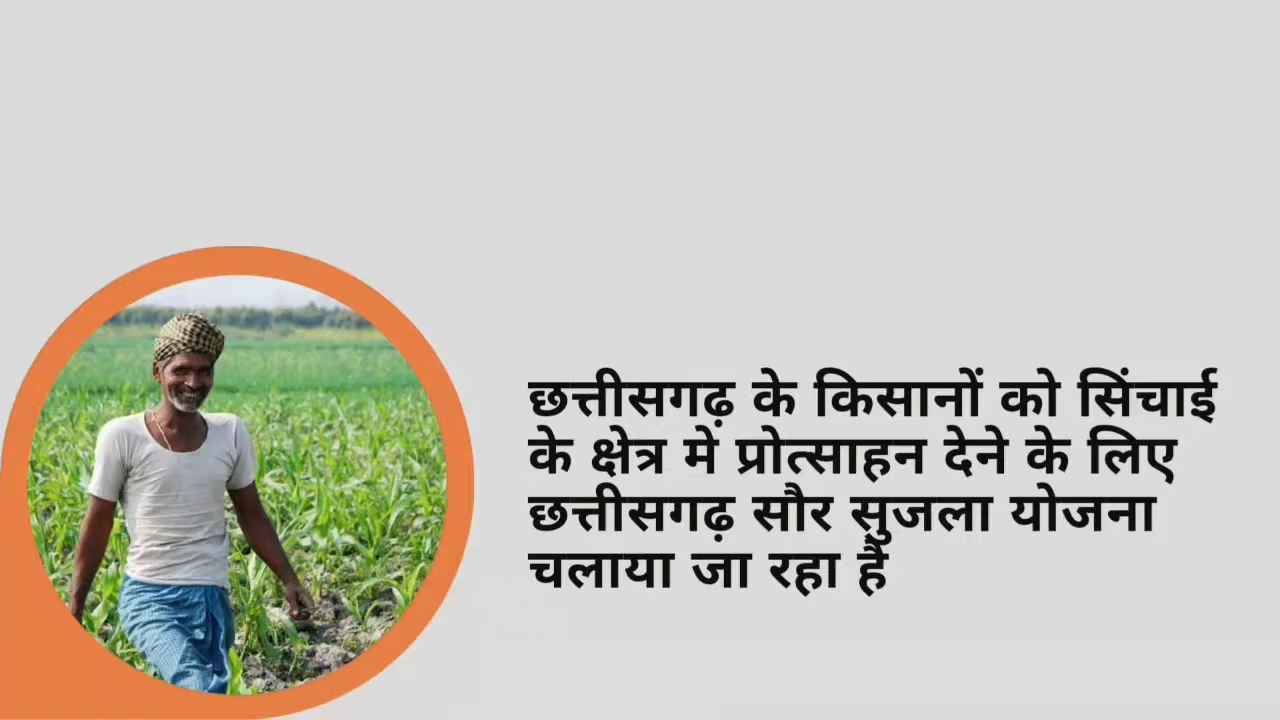 छत्तीसगढ़ के किसानों को सिंचाई
के क्षेत्र में प्रोत्साहन देने के लिए
छत्तीसगढ़ सौर सुजला योजना
चलाया जा रहा है